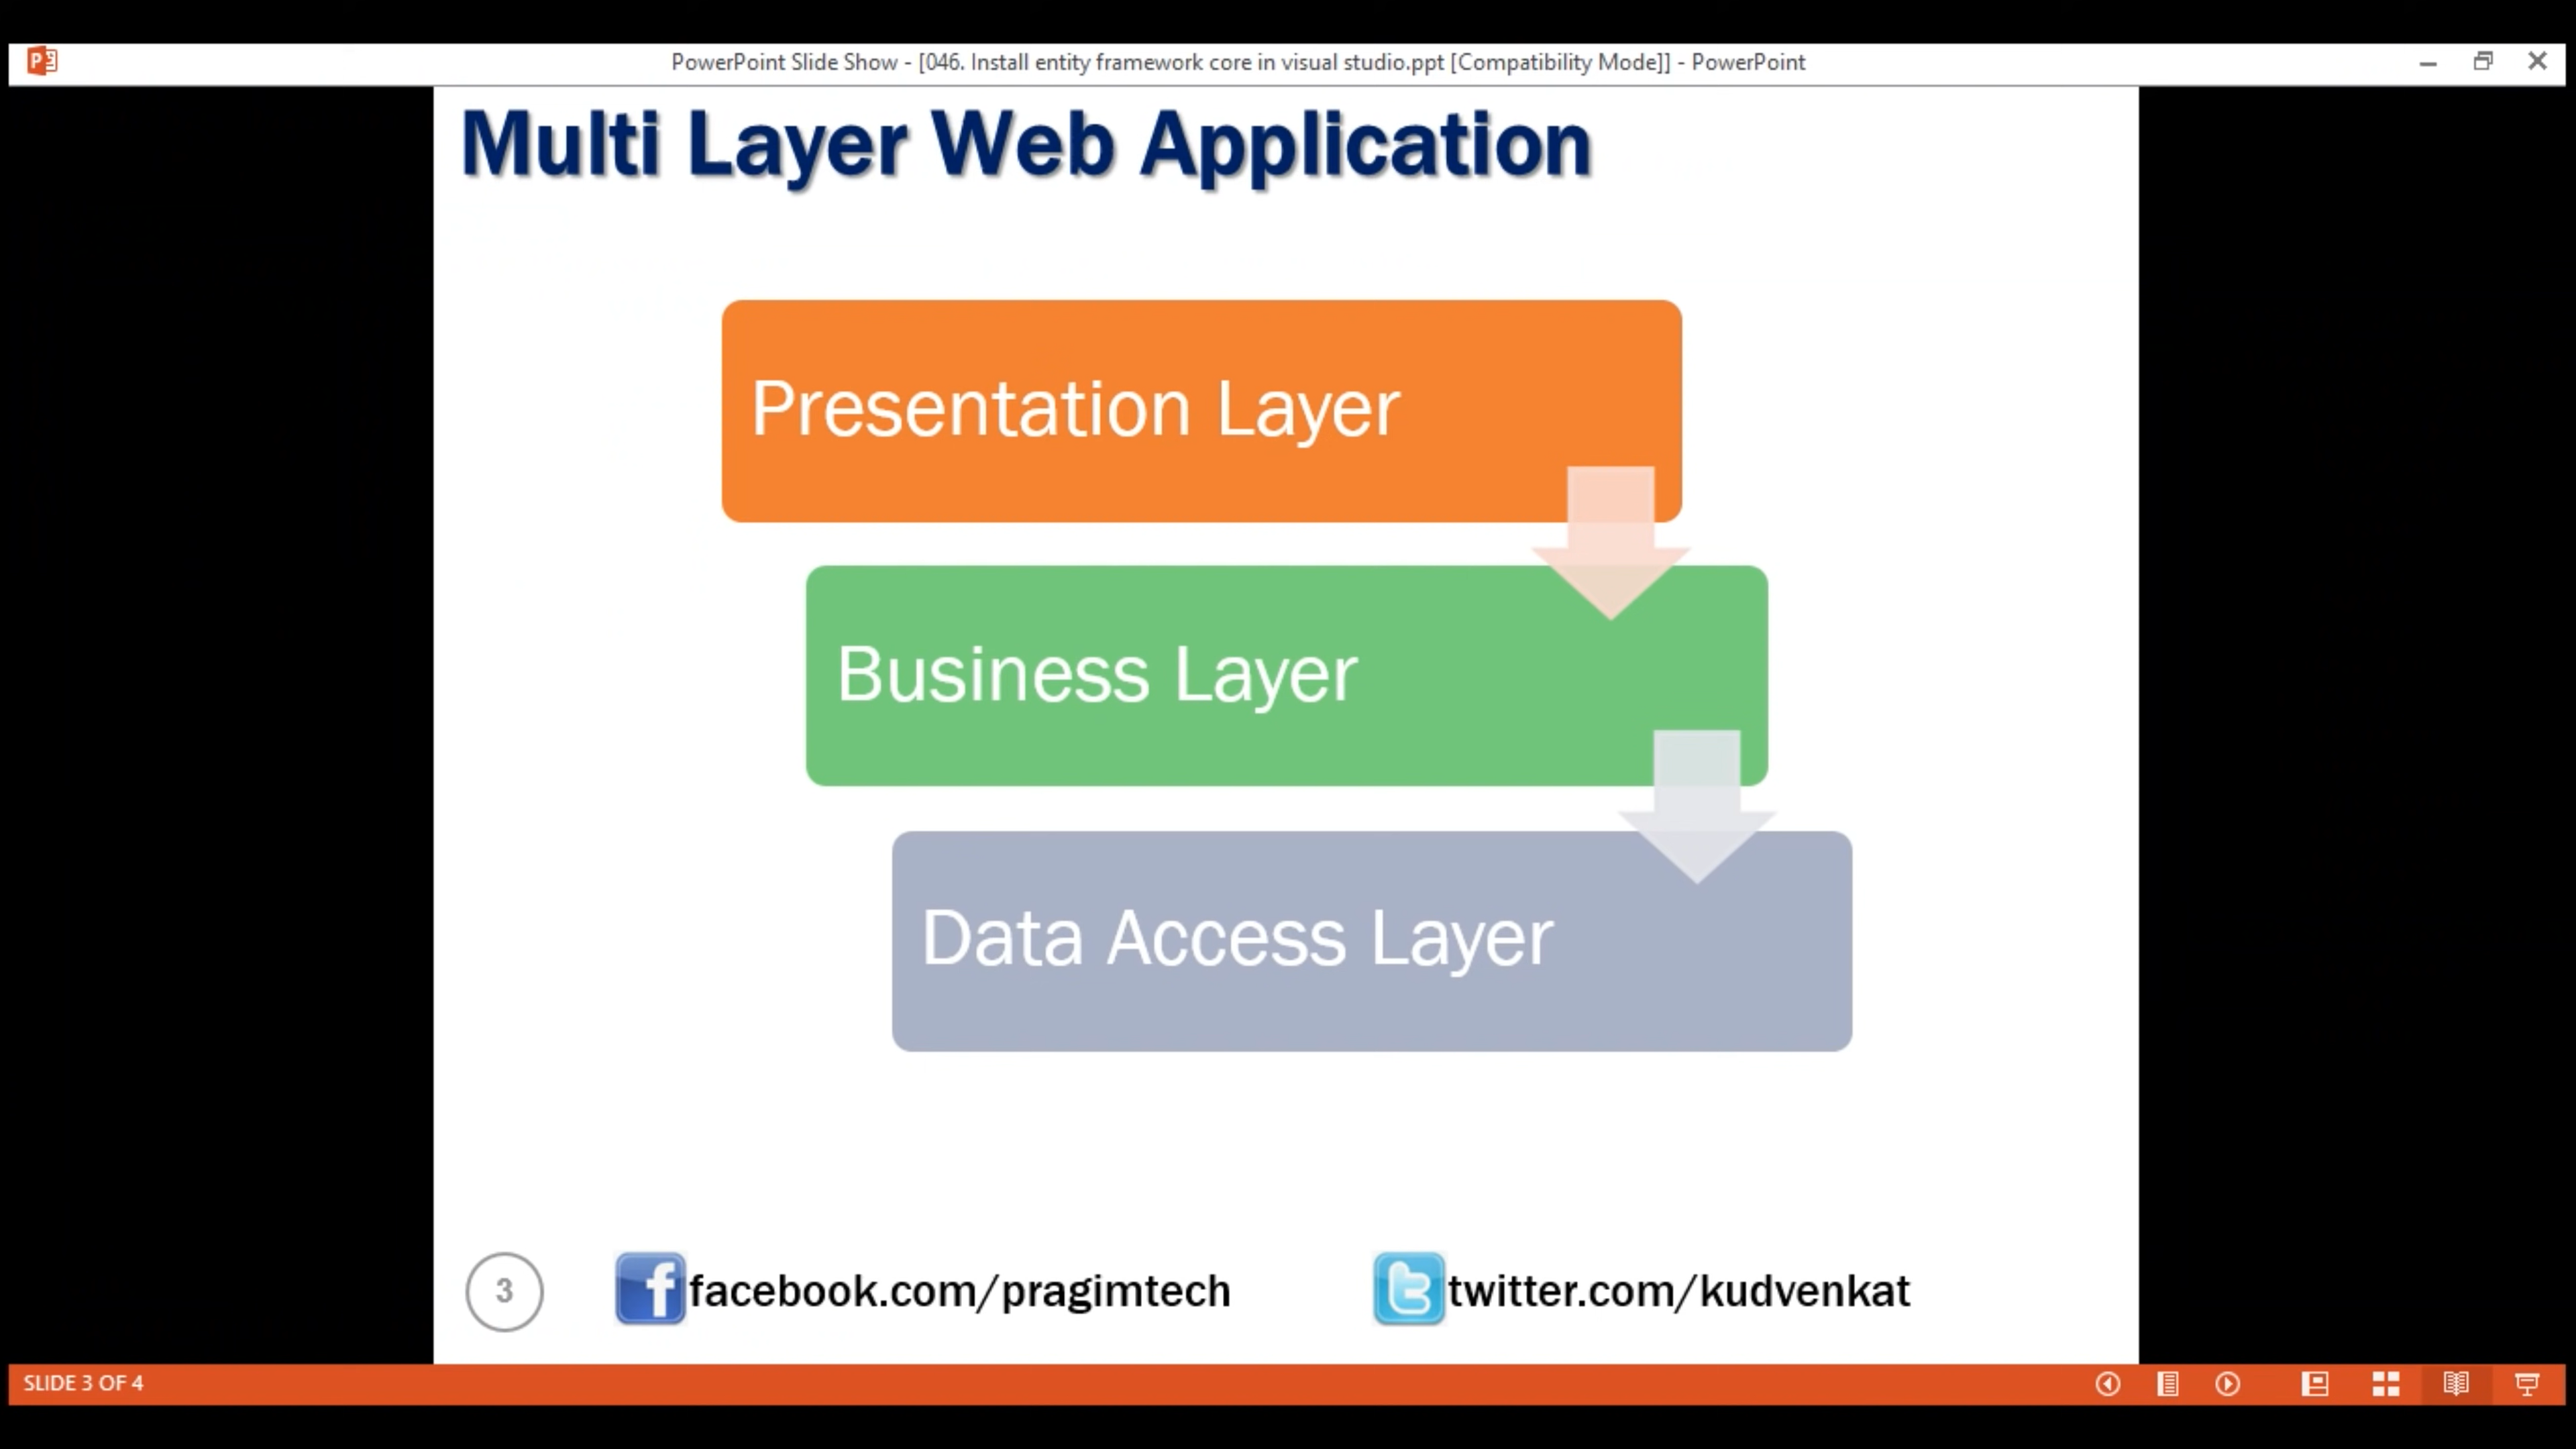 PowerPoint Slide Show - [046. Install entity framework core in visual studio.ppt [Compatibility Mode]] - PowerPoint
Multi Layer Web Application
Presentation Layer
Business Layer
Data Access Layer
3
facebook.com/pragimtech
twitter.com/kudvenkat
SLIDE 3 OF 4